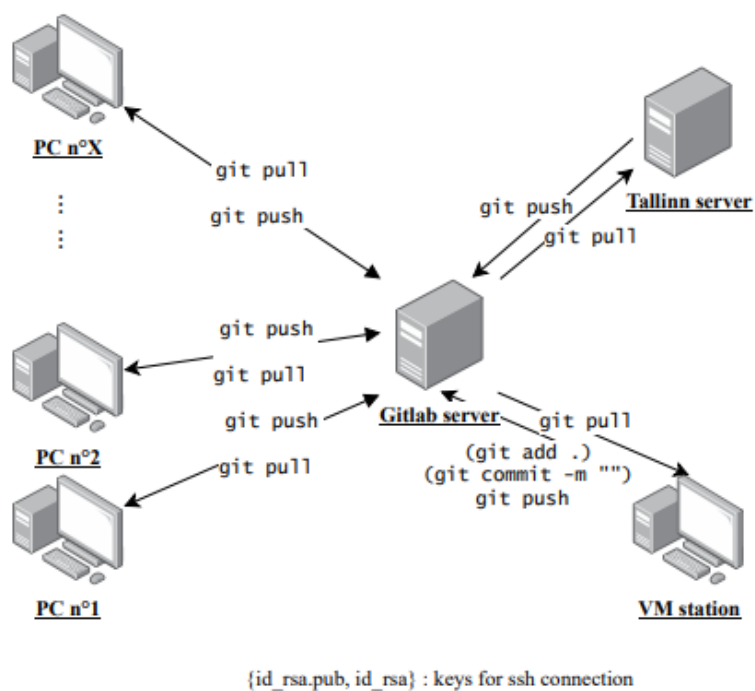 PC n°X
git pull
git push
⋮
⋮
Tallinn server
git push
git pull
git push
git pull
PC n°2
Gitlab server
git push
git pull
PC n°1
git pull
(git add .)
(git commit -m "")
git push
VM station
{id_rsa.pub, id_rsa} : keys for ssh connection